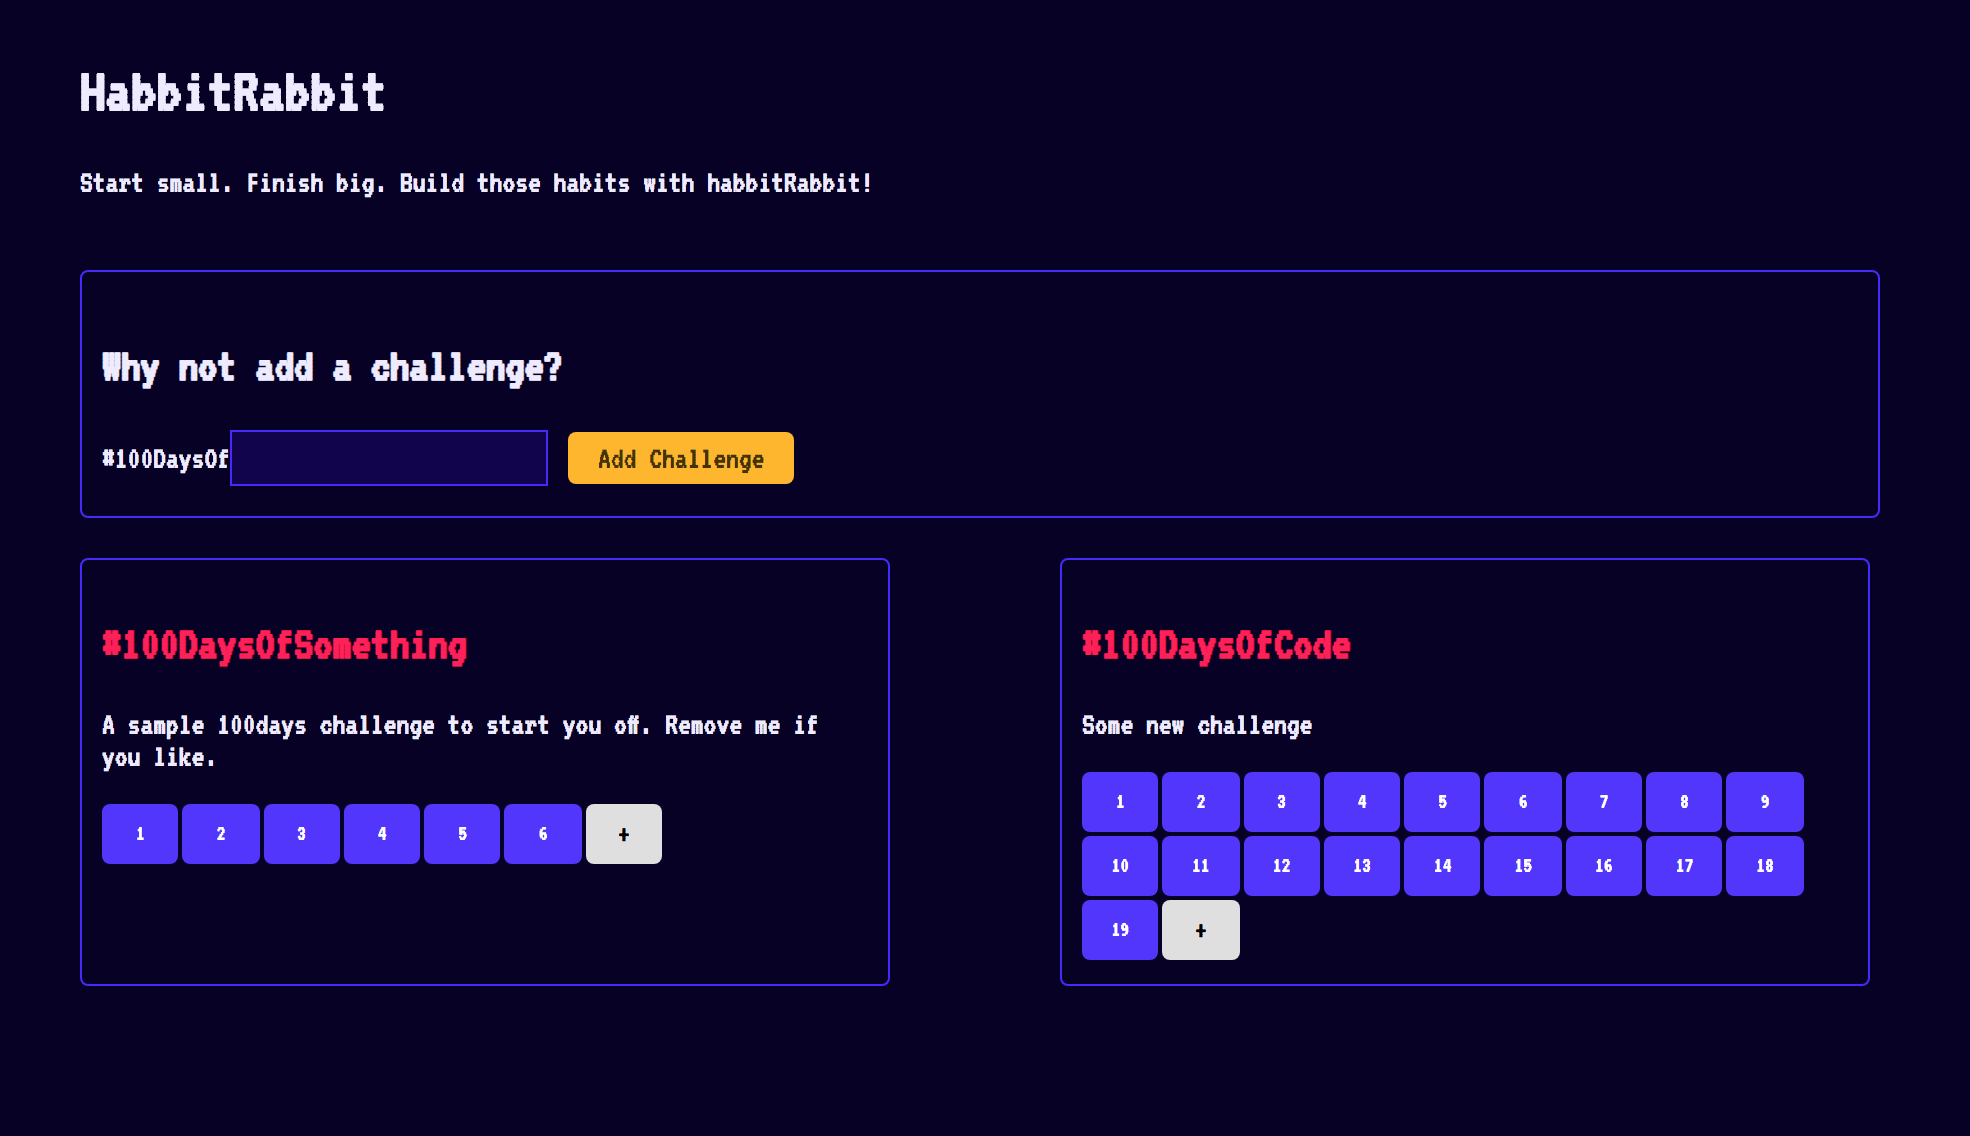 HabbitRabbit
Start small. Finish big. Build those habits with habbitRabbit!
Why not add a challenge?
#100DaysOf
Add Challenge
#100DaysOfSomething
A sample 100days challenge to start you off. Remove me if
you like.
1 2 3 4 5 6 +
#100DaysOfCode
Some new challenge
1 2 3 4 5 6 7 8 9
10 11 12 13 14 15 16 17 18
19 +